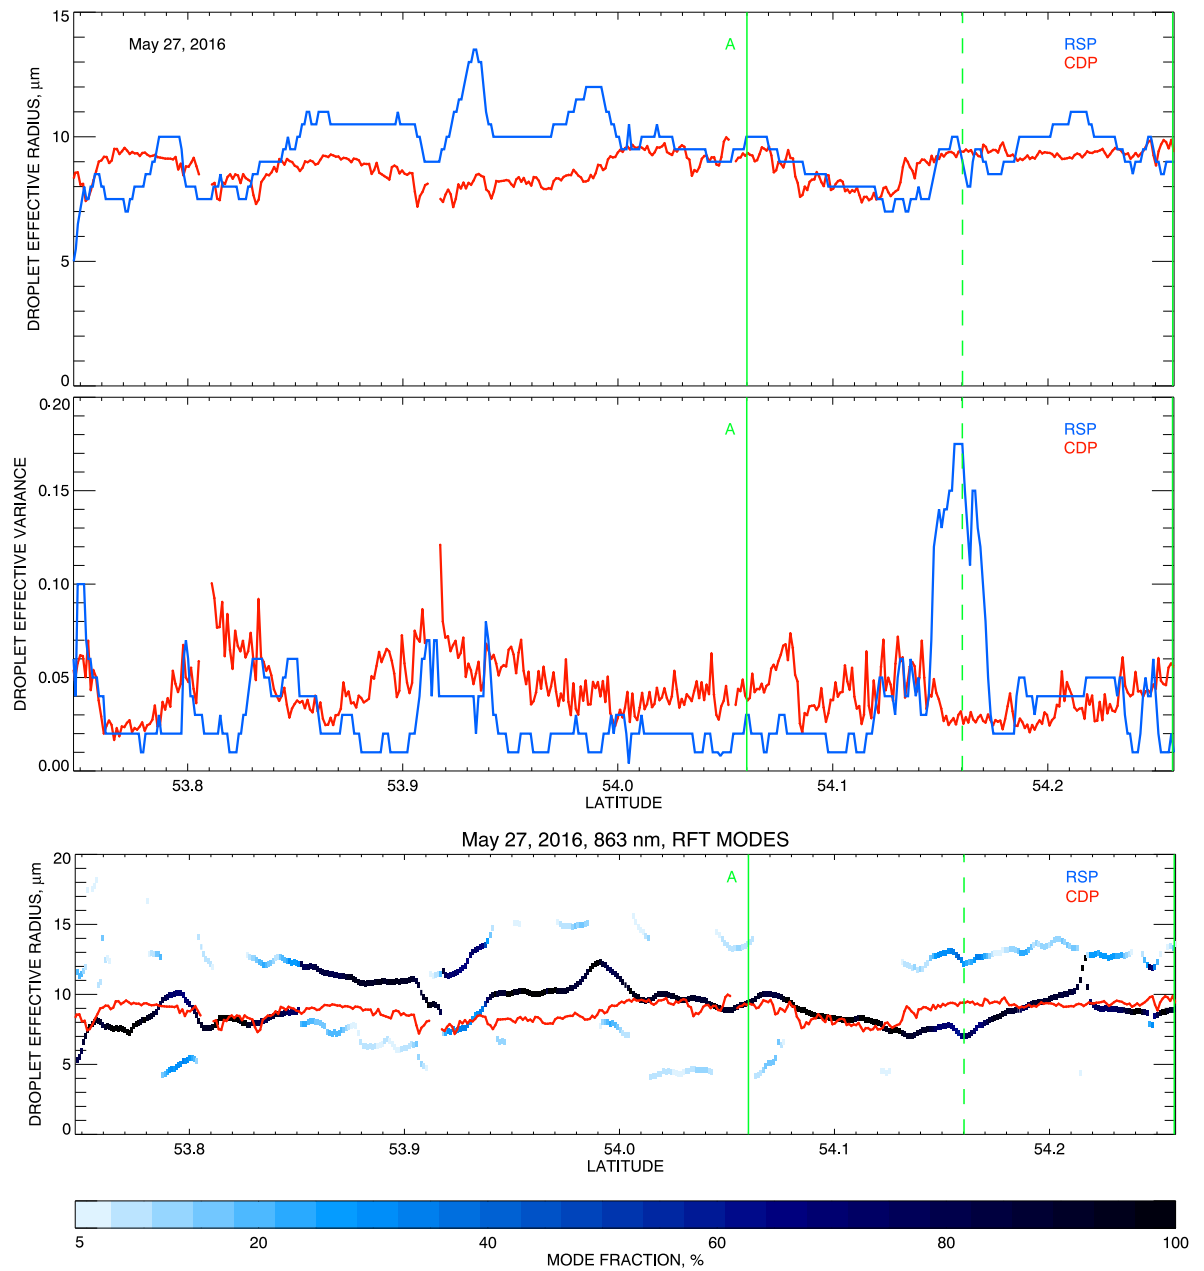 15
May 27, 2016
A
RSP
CDP
10
5
0
DROPLET EFFECTIVE RADIUS, μm
0.20
A
RSP
CDP
0.15
0.10
0.05
0.00
DROPLET EFFECTIVE VARIANCE
53.8
53.9
54.0
54.1
54.2
LATITUDE
May 27, 2016, 863 nm, RFT MODES
20
A
RSP
CDP
15
10
5
0
DROPLET EFFECTIVE RADIUS, μm
53.8
53.9
54.0
54.1
54.2
LATITUDE
5
20
40
60
80
100
MODE FRACTION, %